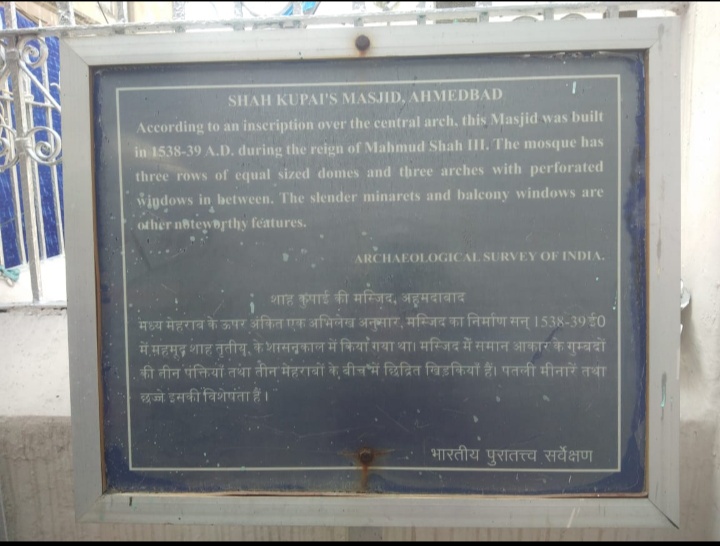 SHAH KUPAI'S MASJID, AHMEDBAD
According to an inscription over the central arch, this Masjid was built
in 1538-39 A.D. during the reign of Mahmud Shah III. The mosque has
three rows of equal sized domes and three arches with perforated
windows in between. The slender minarets and balcony windows are
other noteworthy features.
ARCHAEOLOGICAL SURVEY OF INDIA.
शाह कुपाई की मस्जिद, अहमदाबाद
मध्य मेहराब के ऊपर अंकित एक अभिलेख अनुसार, मस्जिद का निर्माण सन् 1538-39 ई0
में महमूद शाह तृतीय के शासनकाल में किया गया था। मस्जिद में समान आकार के गुम्बदों
की तीन पंक्तियाँ तथा तीन मेहराबों के बीच में छिद्रित खिडकियाँ हैं। पतली मीनारें तथा
छज्जे इसकी विशेषता हैं।
भारतीय पुरातत्त्व सर्वेक्षण